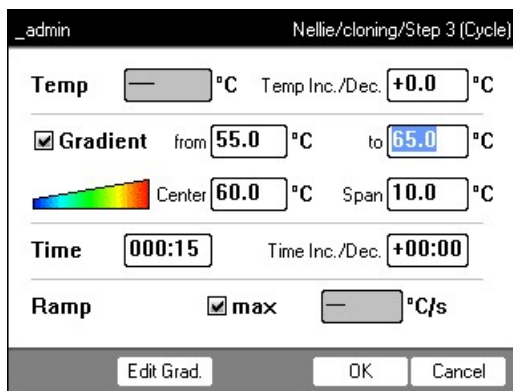 _admin Nellie/cloning/Step 3 (Cycle)
Temp — °C Temp Inc./Dec. +0.0 °C
Gradient from 55.0 °C to 65.0 °C
Center 60.0 °C Span 10.0 °C
Time 000:15 Time Inc./Dec. +00:00
Ramp max — °C/s
Edit Grad. OK Cancel